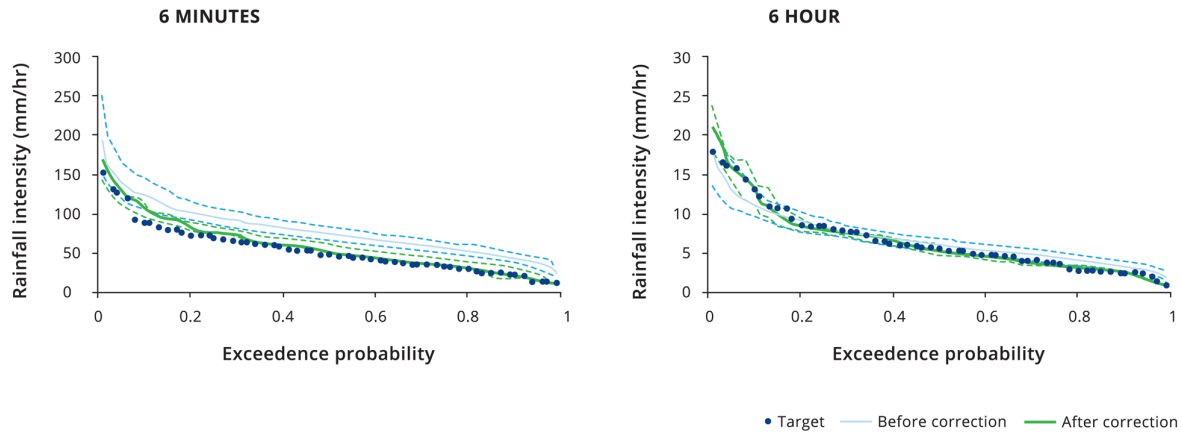 6 MINUTES
Rainfall intensity (mm/hr)
300
250
200
150
100
50
0
0 0.2 0.4 0.6 0.8 1
Exceedence probability
6 HOUR
Rainfall intensity (mm/hr)
30
25
20
15
10
5
0
0 0.2 0.4 0.6 0.8 1
Exceedence probability
Target Before correction After correction